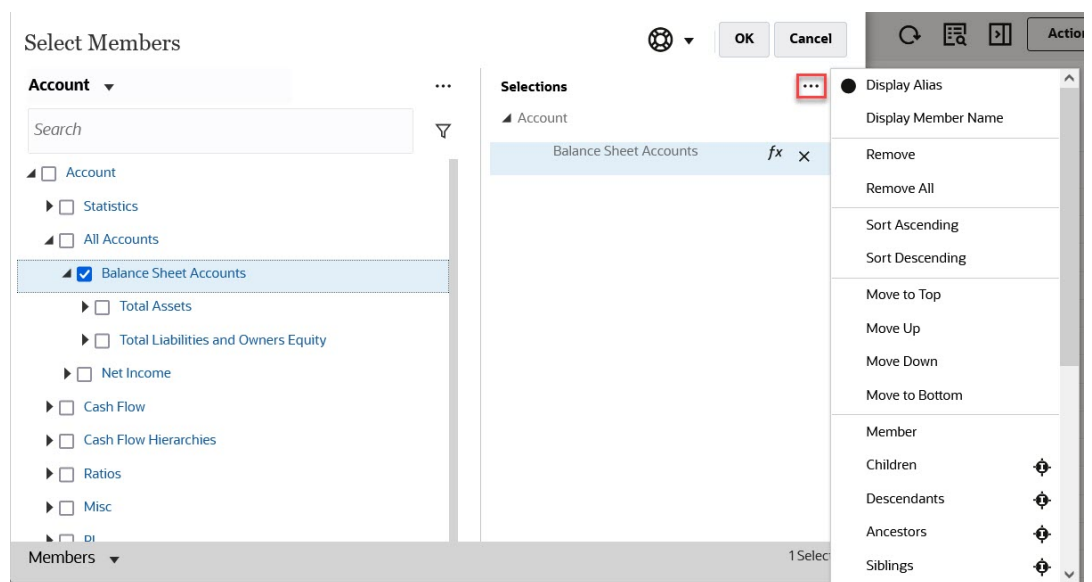 Select Members
OK
Cancel
Actio
Account
Search
Account
Statistics
All Accounts
Balance Sheet Accounts
Total Assets
Total Liabilities and Owners Equity
Net Income
Cash Flow
Cash Flow Hierarchies
Ratios
Misc
Members
Selections
Account
Balance Sheet Accounts fx
1 Selec
Display Alias
Display Member Name
Remove
Remove All
Sort Ascending
Sort Descending
Move to Top
Move Up
Move Down
Move to Bottom
Member
Children
Descendants
Ancestors
Siblings